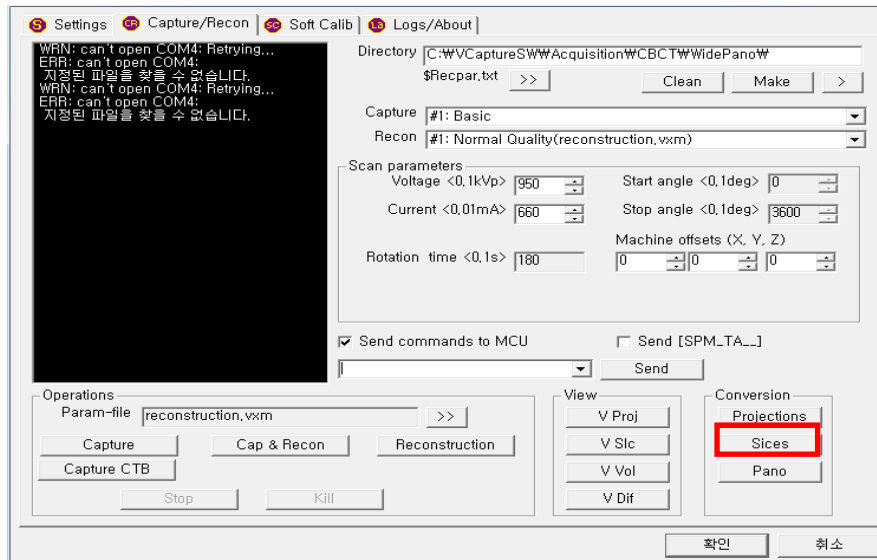 S Settings CR Capture/Recon SC Soft Calib La Logs/About
WRN: can't open COM4: Retrying...
ERR: can't open COM4:
지정된 파일을 찾을 수 없습니다.
WRN: can't open COM4: Retrying...
ERR: can't open COM4:
지정된 파일을 찾을 수 없습니다.
Directory C:₩VCaptureSW₩Acquisition₩CBCT₩WidePano₩
$Recpar.txt >> Clean Make >
Capture #1: Basic
Recon #1: Normal Quality(reconstruction.vxm)
Scan parameters
Voltage <0.1kVp> 950 Start angle <0.1deg> 0
Current <0.01mA> 660 Stop angle <0.1deg> 3600
Machine offsets (X, Y, Z)
Rotation time <0.1s> 180 0 0 0
Send commands to MCU Send [SPM_TA__]
Send
Operations
Param-file reconstruction.vxm >>
Capture Cap & Recon Reconstruction
Capture CTB
Stop Kill
View
V Proj
V Slc
V Vol
V Dif
Conversion
Projections
Sices
Pano
확인 취소